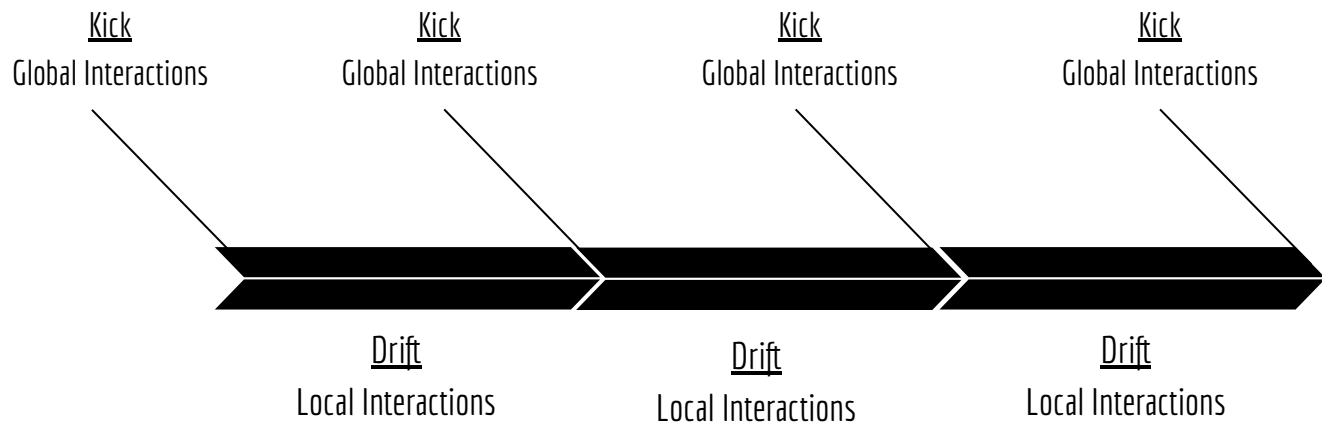 Kick
Global Interactions
Kick
Global Interactions
Kick
Global Interactions
Kick
Global Interactions
Drift
Local Interactions
Drift
Local Interactions
Drift
Local Interactions